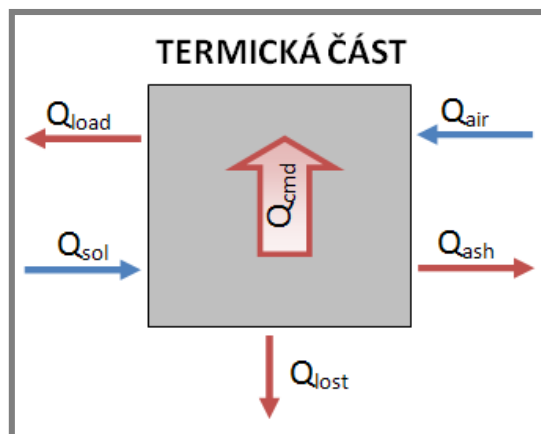 TERMICKÁ ČÁST
Qload
Qair
Qcmd
Qsol
Qash
Qlost